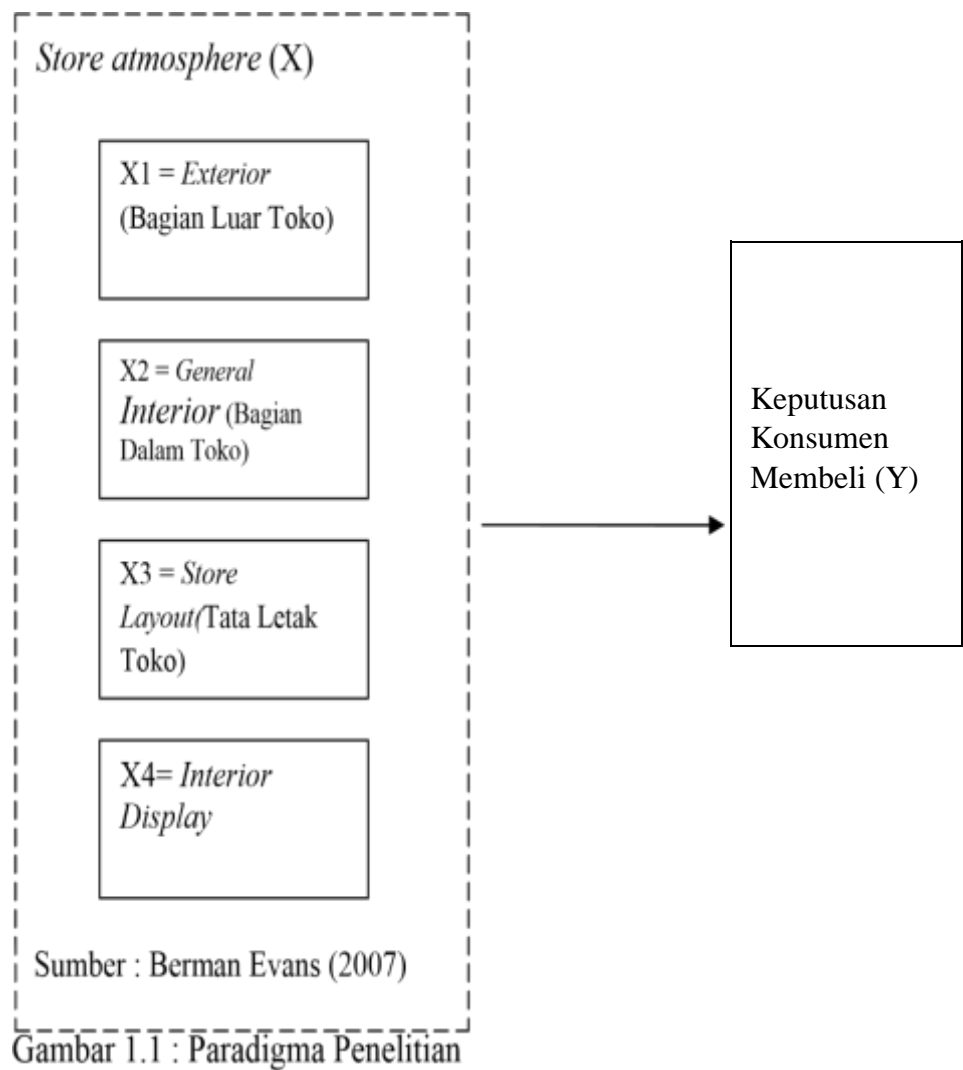 Store atmosphere (X)
X1 = Exterior
(Bagian Luar Toko)
X2 = General
Interior (Bagian
Dalam Toko)
X3 = Store
Layout(Tata Letak
Toko)
X4= Interior
Display
Sumber : Berman Evans (2007)
Keputusan
Konsumen
Membeli (Y)
Gambar 1.1 : Paradigma Penelitian